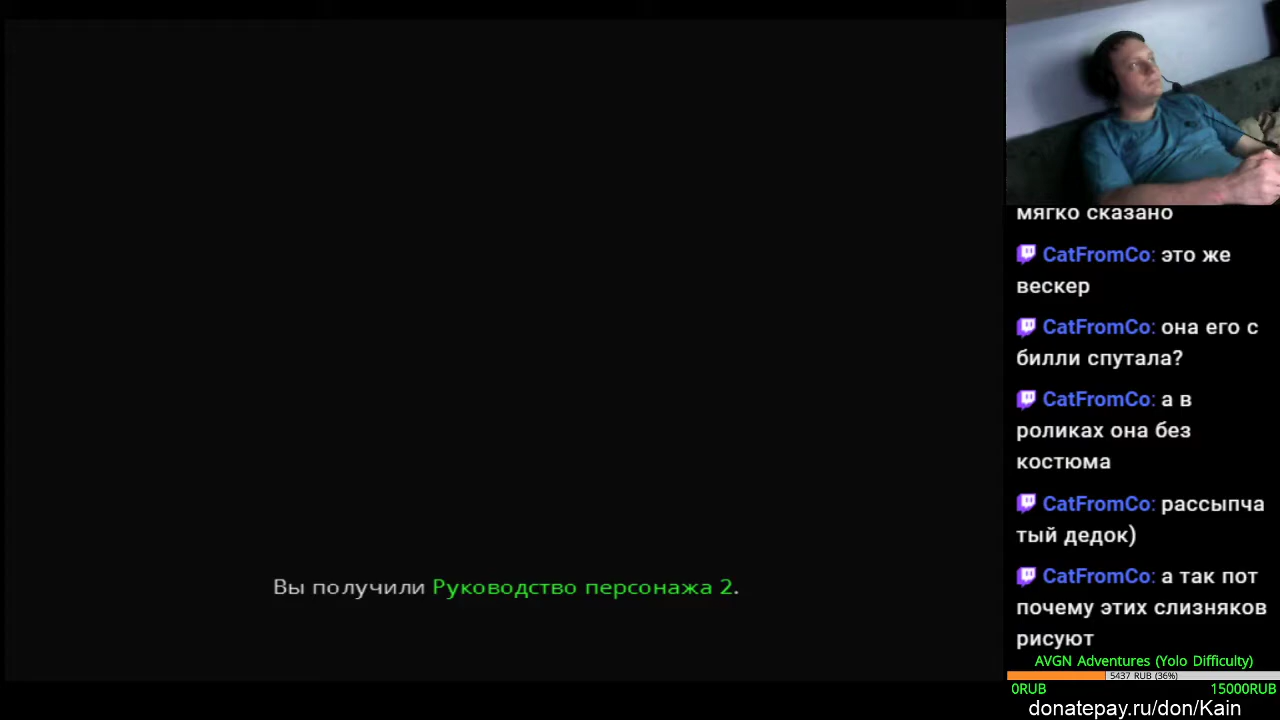 Вы получили Руководство персонажа 2.
мягко сказано
CatFromCo: это же
вескер
CatFromCo: она его с
билли спутала?
CatFromCo: а в
роликах она без
костюма
CatFromCo: рассыпча
тый дедок)
CatFromCo: а так пот
почему этих слизняков
рисуют
AVGN Adventures (Yolo Difficulty)
5437 RUB (36%)
0RUB 15000RUB
donatepay.ru/don/Kain